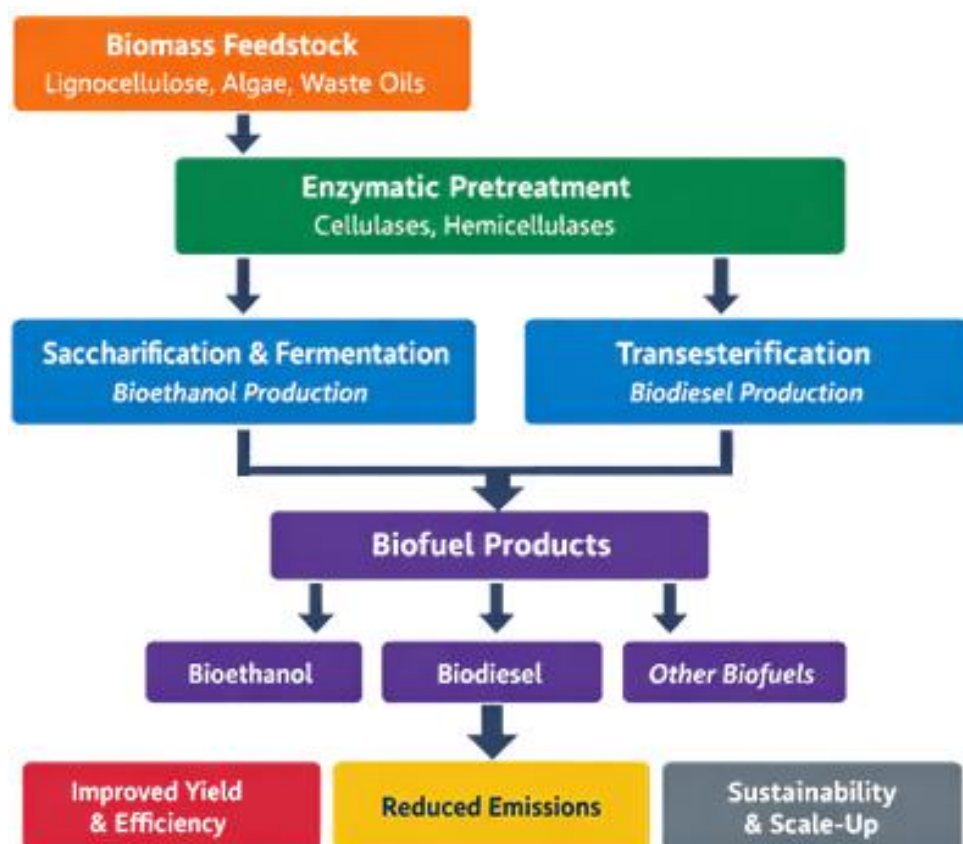 Biomass Feedstock
Lignocellulose, Algae, Waste Oils
Enzymatic Pretreatment
Cellulases, Hemicellulases
Saccharification & Fermentation
Bioethanol Production
Transesterification
Biodiesel Production
Biofuel Products
Bioethanol
Biodiesel
Other Biofuels
Improved Yield
& Efficiency
Reduced Emissions
Sustainability
& Scale-Up